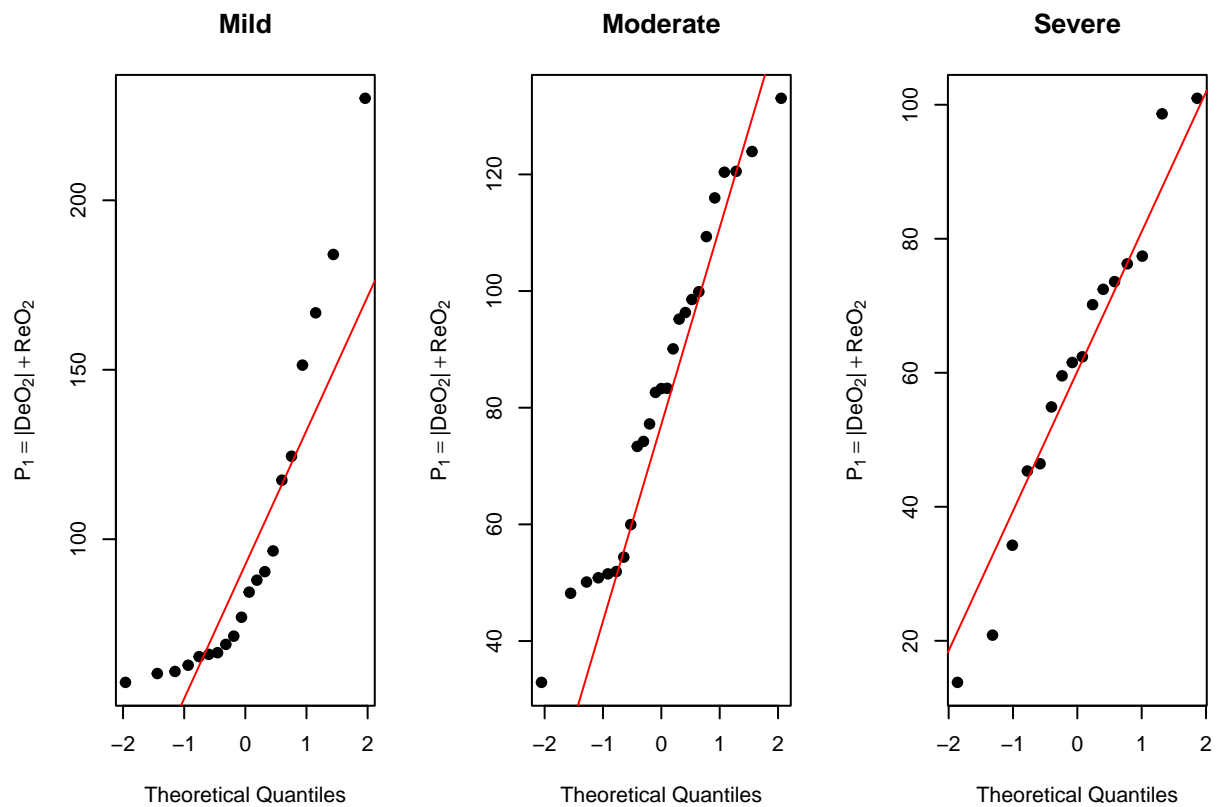 Mild
P₁ = |DeO₂| + ReO₂
200
150
100
−2 −1 0 1 2
Theoretical Quantiles
Moderate
P₁ = |DeO₂| + ReO₂
120
100
80
60
40
−2 −1 0 1 2
Theoretical Quantiles
Severe
P₁ = |DeO₂| + ReO₂
100
80
60
40
20
−2 −1 0 1 2
Theoretical Quantiles